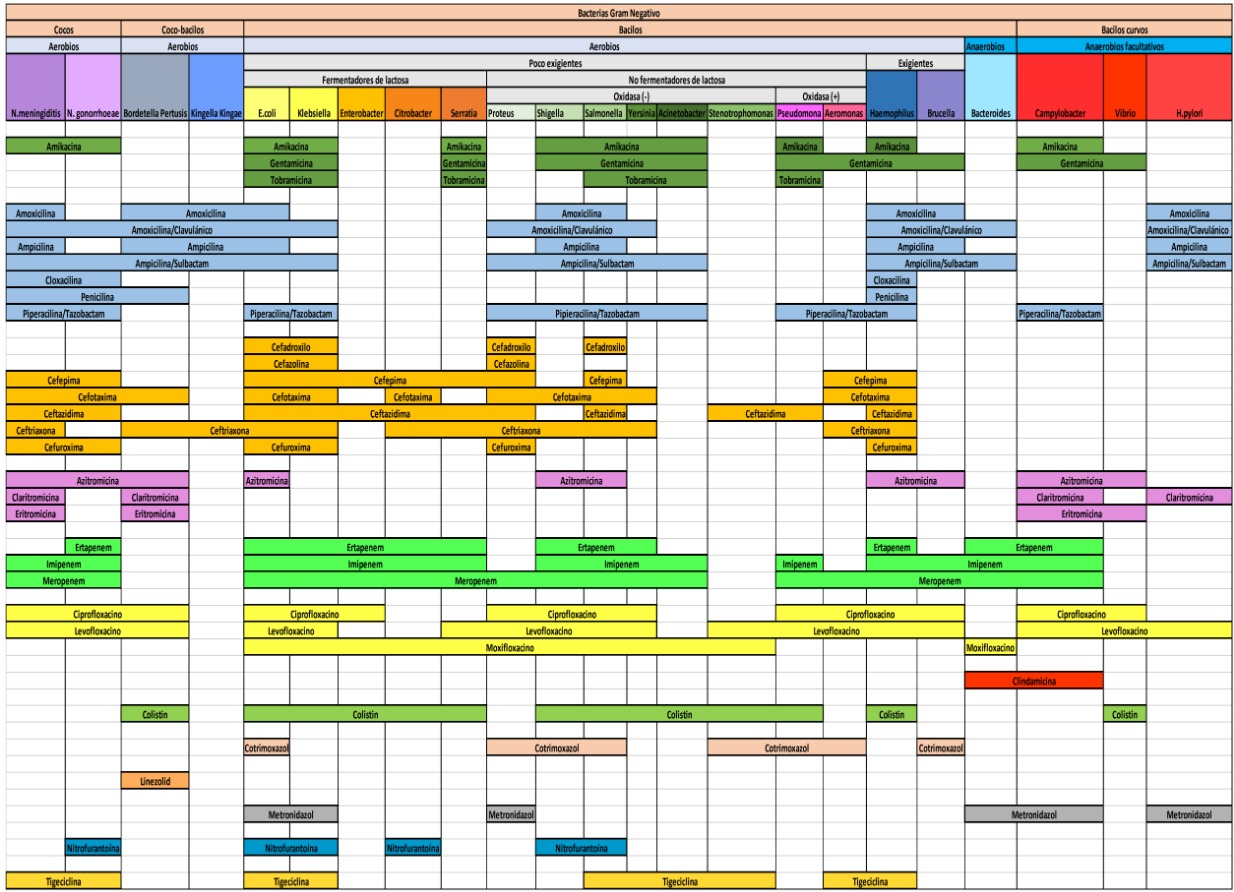 Bacterias Gram Negativo
Cocos Coco-bacilos Bacilos Bacilos curvos
Aerobios Aerobios Aerobios Anaerobios Anaerobios facultativos
Poco exigentes Exigentes
Fermentadores de lactosa No fermentadores de lactosa
Oxidasa (-) Oxidasa (+)
N.meningiditis N. gonorrhoeae Bordetella Pertusis Kingella Kingae E.coli Klebsiella Enterobacter Citrobacter Serratia Proteus Shigella Salmonella Yersinia Acinetobacter Stenotrophomonas Pseudomona Aeromonas Haemophilus Brucella Bacteroides Campylobacter Vibrio H.pylori
Amikacina Amikacina Amikacina Amikacina Amikacina Amikacina Amikacina
Gentamicina Gentamicina Gentamicina Gentamicina Gentamicina
Tobramicina Tobramicina Tobramicina Tobramicina
Amoxicilina Amoxicilina Amoxicilina Amoxicilina Amoxicilina
Amoxicilina/Clavulánico Amoxicilina/Clavulánico Amoxicilina/Clavulánico Amoxicilina/Clavulánico
Ampicilina Ampicilina Ampicilina Ampicilina Ampicilina
Ampicilina/Sulbactam Ampicilina/Sulbactam Ampicilina/Sulbactam Ampicilina/Sulbactam
Cloxacilina Cloxacilina
Penicilina Penicilina
Piperacilina/Tazobactam Piperacilina/Tazobactam Pipieracilina/Tazobactam Piperacilina/Tazobactam Piperacilina/Tazobactam
Cefadroxilo Cefadroxilo Cefadroxilo
Cefazolina Cefazolina
Cefepima Cefepima Cefepima Cefepima
Cefotaxima Cefotaxima Cefotaxima Cefotaxima Cefotaxima
Ceftazidima Ceftazidima Ceftazidima Ceftazidima Ceftazidima
Ceftriaxona Ceftriaxona Ceftriaxona Ceftriaxona
Cefuroxima Cefuroxima Cefuroxima Cefuroxima
Azitromicina Azitromicina Azitromicina Azitromicina Azitromicina
Claritromicina Claritromicina Claritromicina Claritromicina
Eritromicina Eritromicina Eritromicina
Ertapenem Ertapenem Ertapenem Ertapenem Ertapenem
Imipenem Imipenem Imipenem Imipenem Imipenem
Meropenem Meropenem Meropenem
Ciprofloxacino Ciprofloxacino Ciprofloxacino Ciprofloxacino Ciprofloxacino
Levofloxacino Levofloxacino Levofloxacino Levofloxacino Levofloxacino
Moxifloxacino Moxifloxacino
Clindamicina
Colistin Colistin Colistin Colistin Colistin
Cotrimoxazol Cotrimoxazol Cotrimoxazol Cotrimoxazol
Linezolid
Metronidazol Metronidazol Metronidazol Metronidazol
Nitrofurantoína Nitrofurantoína Nitrofurantoína Nitrofurantoína
Tigeciclina Tigeciclina Tigeciclina Tigeciclina